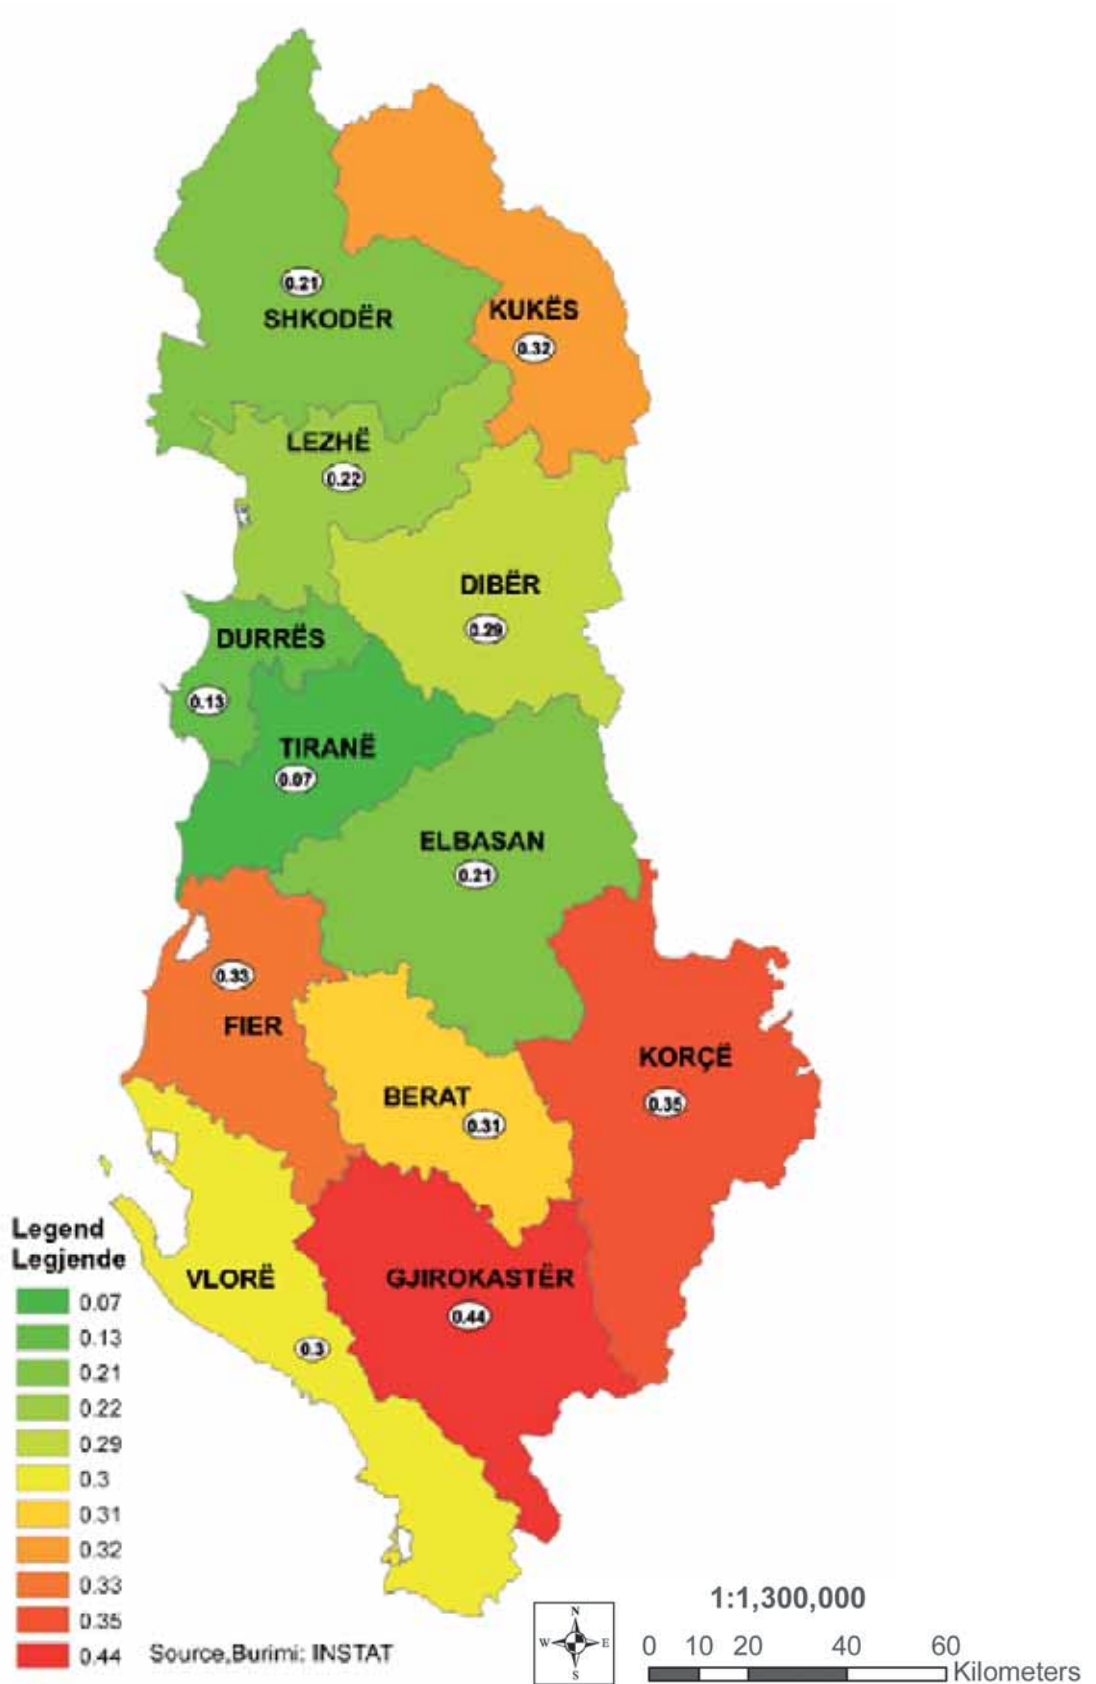 0.21
SHKODËR
KUKËS
0.32
LEZHË
0.22
DIBËR
0.29
DURRËS
0.13
TIRANË
0.07
ELBASAN
0.21
0.33
FIER
KORÇË
0.35
BERAT
0.31
VLORË
0.3
GJIROKASTËR
0.44
Legend
Legjende
0.07
0.13
0.21
0.22
0.29
0.3
0.31
0.32
0.33
0.35
0.44
Source,Burimi: INSTAT
N
W E
S
1:1,300,000
0 10 20 40 60
Kilometers